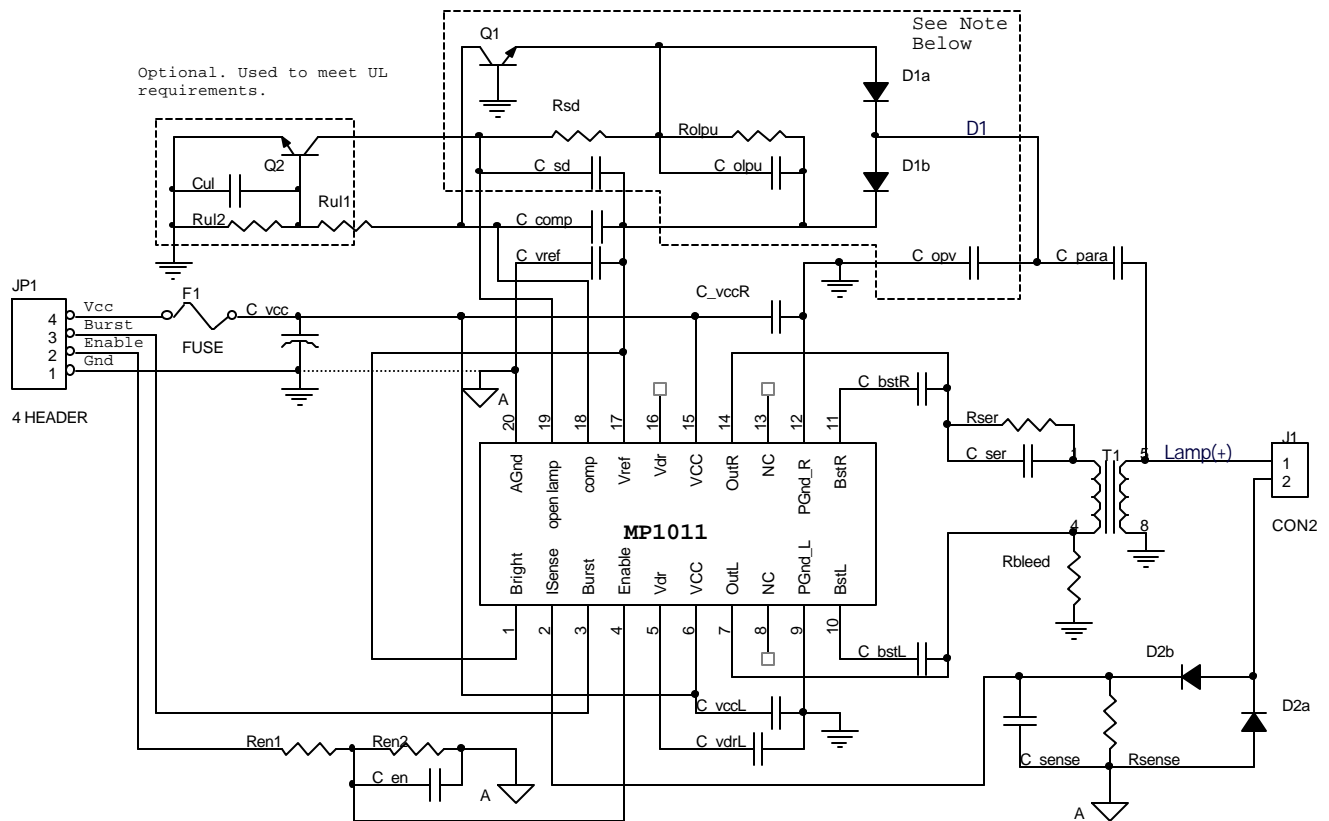 See Note
Below
Q1
Optional. Used to meet UL
requirements.
D1a
Rsd
Rolpu
D1
Q2
C_sd
C_olpu
D1b
Cul
Rul1
Rul2
C_comp
C_vref
C_opv
C_para
JP1
F1
C_vccR
Vcc
C_vcc
4
Burst
3
FUSE
Enable
2
Gnd
1
4 HEADER
A
C_bstR
20
19
18
17
16
15
14
13
12
11
Rser
C_ser
AGnd
open lamp
comp
Vref
Vdr
VCC
OutR
NC
PGnd_R
BstR
1
T1
5
Lamp(+)
J1
1
2
CON2
MP1011
4
8
Bright
ISense
Burst
Enable
Vdr
VCC
OutL
NC
PGnd_L
BstL
Rbleed
1
2
3
4
5
6
7
8
9
10
C_bstL
D2b
C_vccL
D2a
Ren1
Ren2
C_vdrL
C_sense
Rsense
C_en
A
A